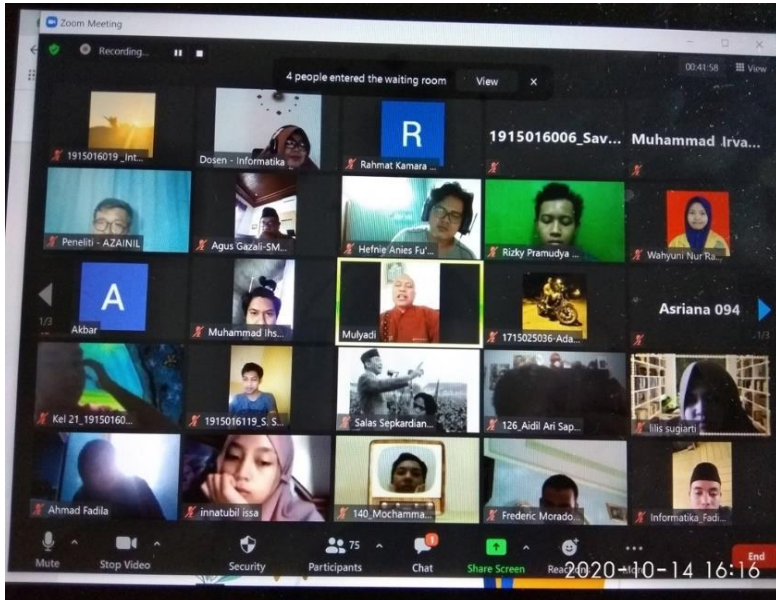 Zoom Meeting
Recording...
00:41:58 View
4 people entered the waiting room View X
1915016019 _Int...
Dosen - Informatika
R
Rahmat Kamara ...
1915016006_Sav...
Muhammad Irva...
Peneliti - AZAINIL
Agus Gazali-SM...
Hefnie Anies Fu'...
Rizky Pramudya ...
Wahyuni Nur Ra...
1/3
A
Akbar
Muhammad ihs...
Mulyadi
1715025036-Ada...
Asriana 094
1/3
Kel 21_19150160...
1915016119_S. S...
Salas Sepkardian...
126_Aidil Ari Sap...
lilis sugiarti
Ahmad Fadila
innatubil issa
140_Mochamma...
Frederic Morado...
Informatika_Fadi...
Mute
Stop Video
Security
75
Participants
1
Chat
Share Screen
End
2020-10-14 16:16